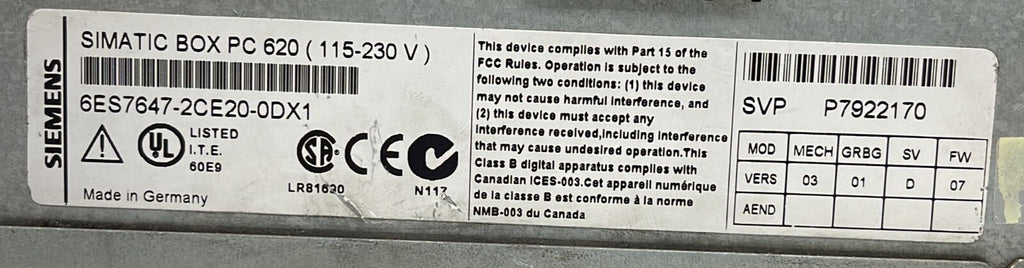 SIEMENS
SIMATIC BOX PC 620 ( 115-230 V )
6ES7647-2CE20-0DX1
UL
LISTED
I.T.E.
60E9
SA
CE
LR81690
N117
Made in Germany
This device complies with Part 15 of the
FCC Rules. Operation is subject to the
following two conditions: (1) this device
may not cause harmful interference, and
(2) this device must accept any
interference received,including interference
that may cause undesired operation.This
Class B digital apparatus complies with
Canadian ICES-003.Cet appareil numérique
de la classe B est conforme à la norme
NMB-003 du Canada
SVP P7922170
MOD MECH GRBG SV FW
VERS 03 01 D 07
AEND